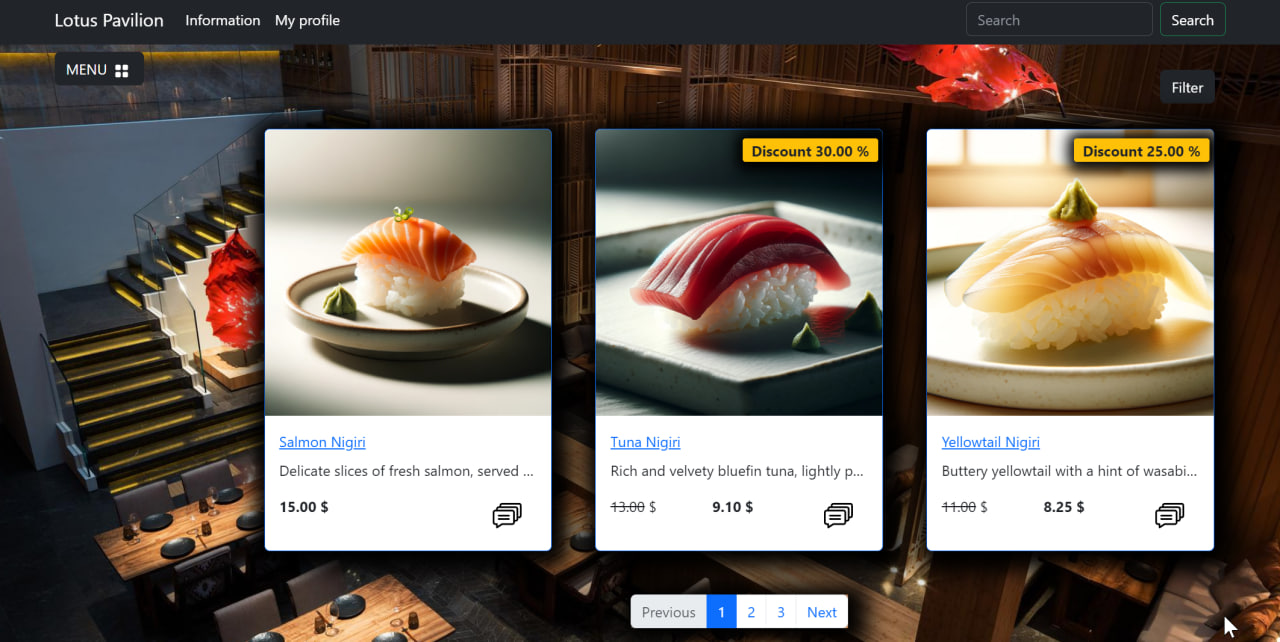 Lotus Pavilion Information My profile Search Search
MENU
Filter
Discount 30.00 %
Discount 25.00 %
Salmon Nigiri
Delicate slices of fresh salmon, served ...
15.00 $
Tuna Nigiri
Rich and velvety bluefin tuna, lightly p...
13.00 $ 9.10 $
Yellowtail Nigiri
Buttery yellowtail with a hint of wasabi...
11.00 $ 8.25 $
Previous 1 2 3 Next